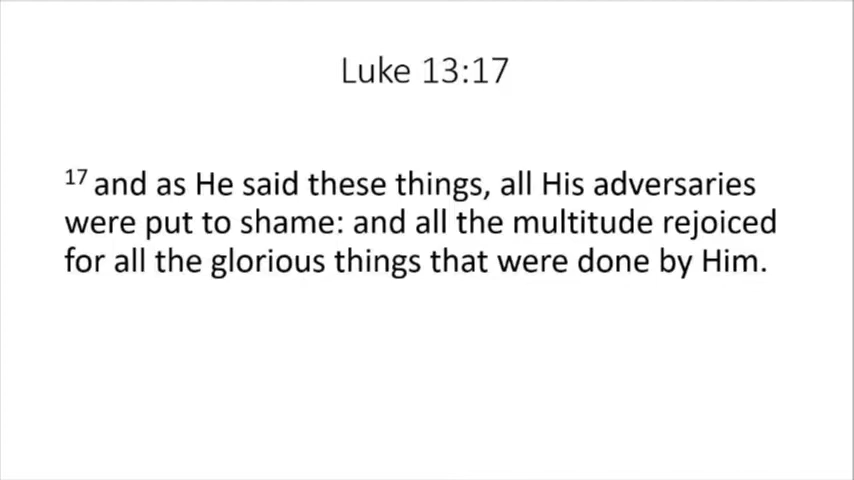 Luke 13:17
17 and as He said these things, all His adversaries
were put to shame: and all the multitude rejoiced
for all the glorious things that were done by Him.